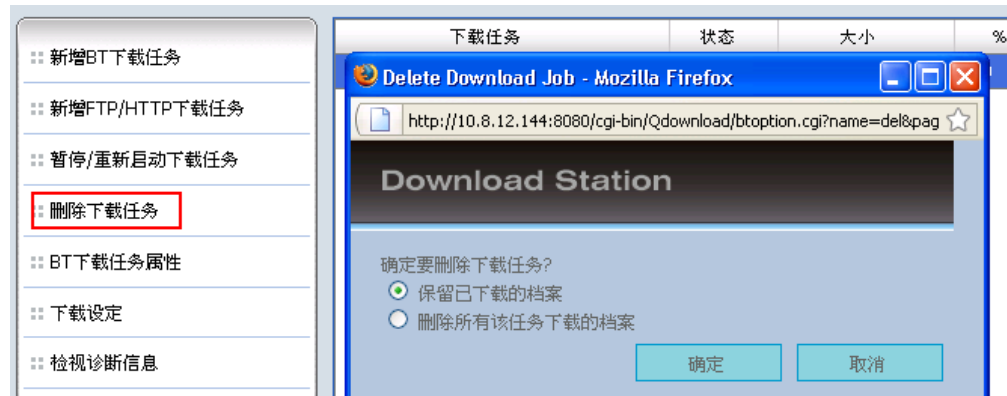 新增BT下载任务
新增FTP/HTTP下载任务
暂停/重新启动下载任务
删除下载任务
BT下载任务属性
下载设定
检视诊断信息
下载任务 状态 大小 %
Delete Download Job - Mozilla Firefox
http://10.8.12.144:8080/cgi-bin/Qdownload/btoption.cgi?name=del&pag
Download Station
确定要删除下载任务?
保留已下载的档案
删除所有该任务下载的档案
确定 取消